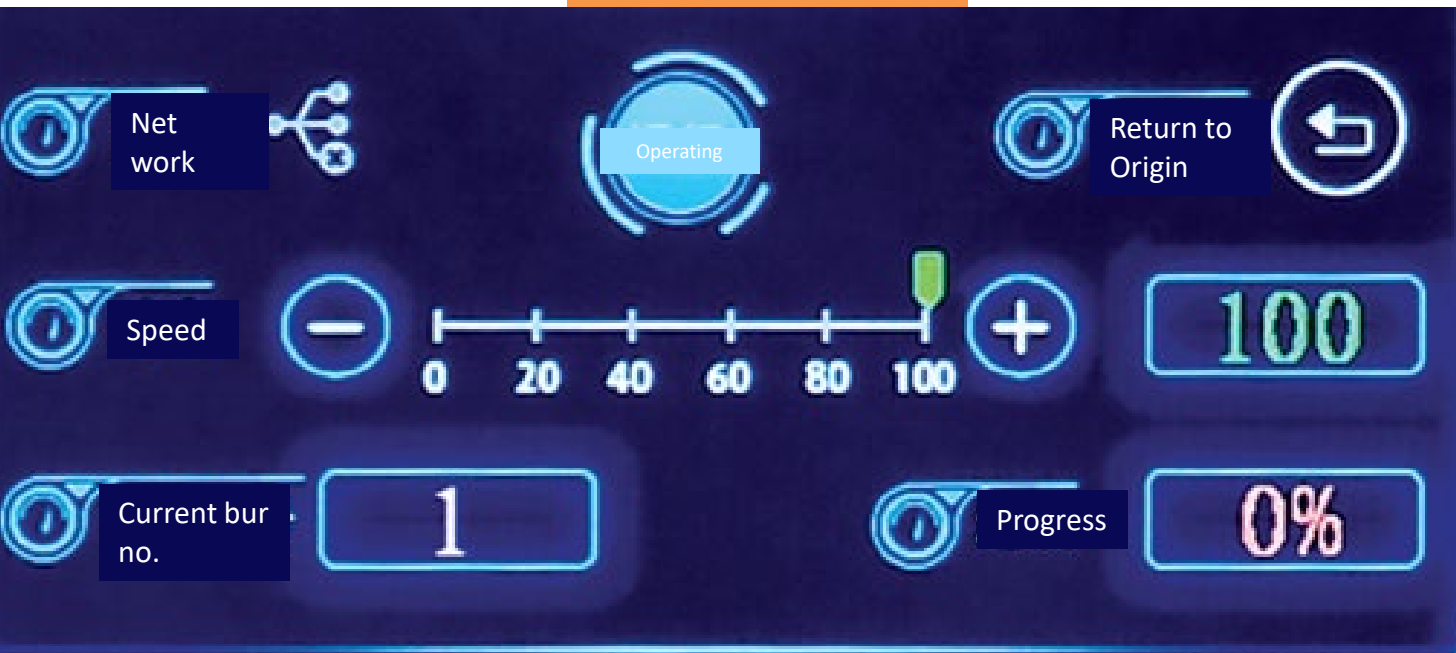 Net
work
Operating
Return to
Origin
Speed
0 20 40 60 80 100
100
Current bur
no.
1
Progress
0%